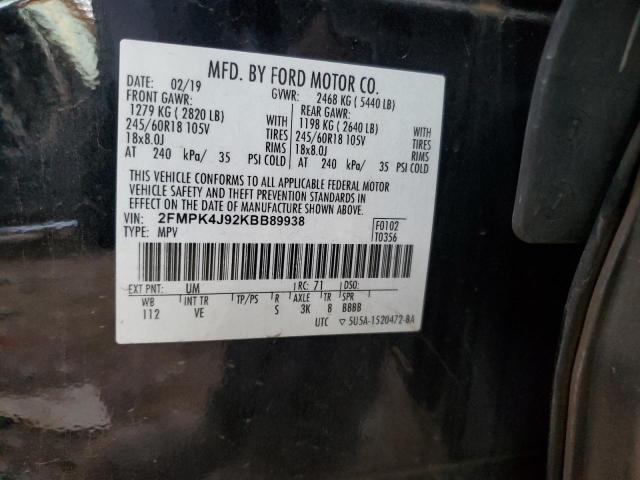 MFD. BY FORD MOTOR CO.
DATE: 02/19 GVWR: 2468 KG ( 5440 LB)
FRONT GAWR: REAR GAWR:
1279 KG ( 2820 LB) WITH 1198 KG ( 2640 LB) WITH
245/60R18 105V TIRES 245/60R18 105V TIRES
18x8.0J RIMS 18x8.0J RIMS
AT 240 kPa/ 35 PSI COLD AT 240 kPa/ 35 PSI COLD
THIS VEHICLE CONFORMS TO ALL APPLICABLE FEDERAL MOTOR
VEHICLE SAFETY AND THEFT PREVENTION STANDARDS IN
EFFECT ON THE DATE OF MANUFACTURE SHOWN ABOVE.
VIN: 2FMPK4J92KBB89938 F0102
TYPE: MPV T0356
EXT PNT: UM RC: 71 DSO:
WB INT TR TP/PS R AXLE TR SPR
112 VE S 3K 8 BBBB
UTC ▽ 5U5A-1520472-BA